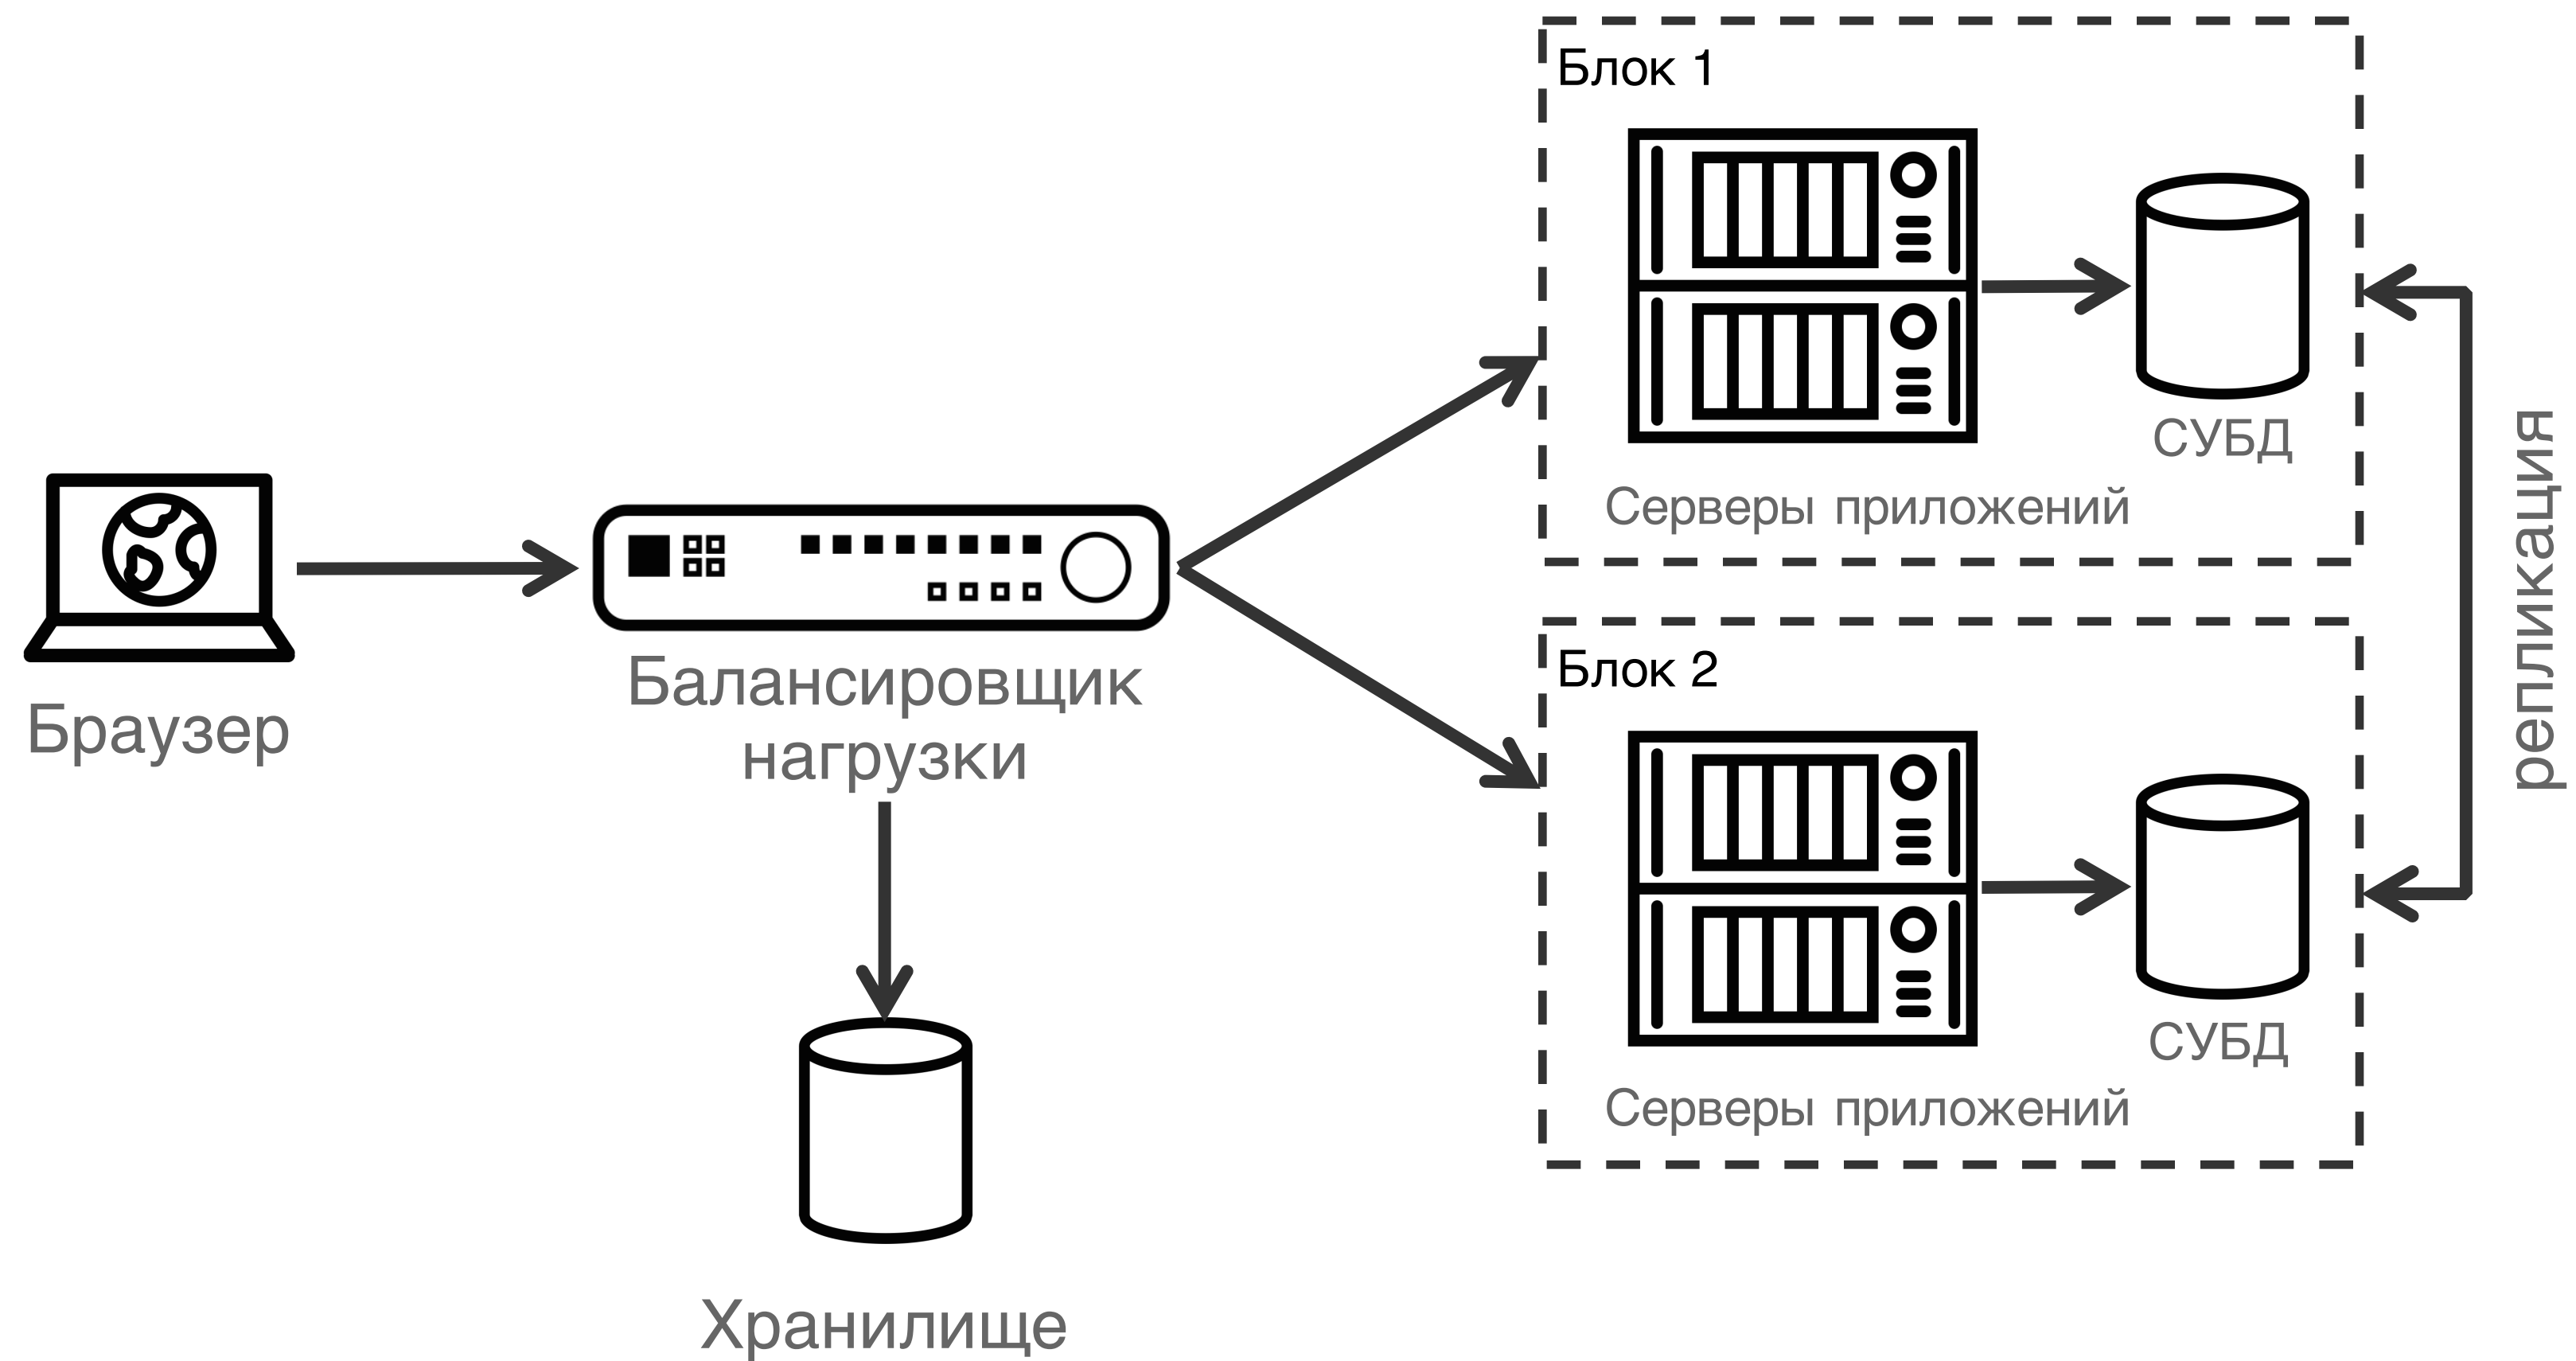 Браузер
Балансировщик
нагрузки
Хранилище
Блок 1
Серверы приложений
СУБД
Блок 2
Серверы приложений
СУБД
репликация